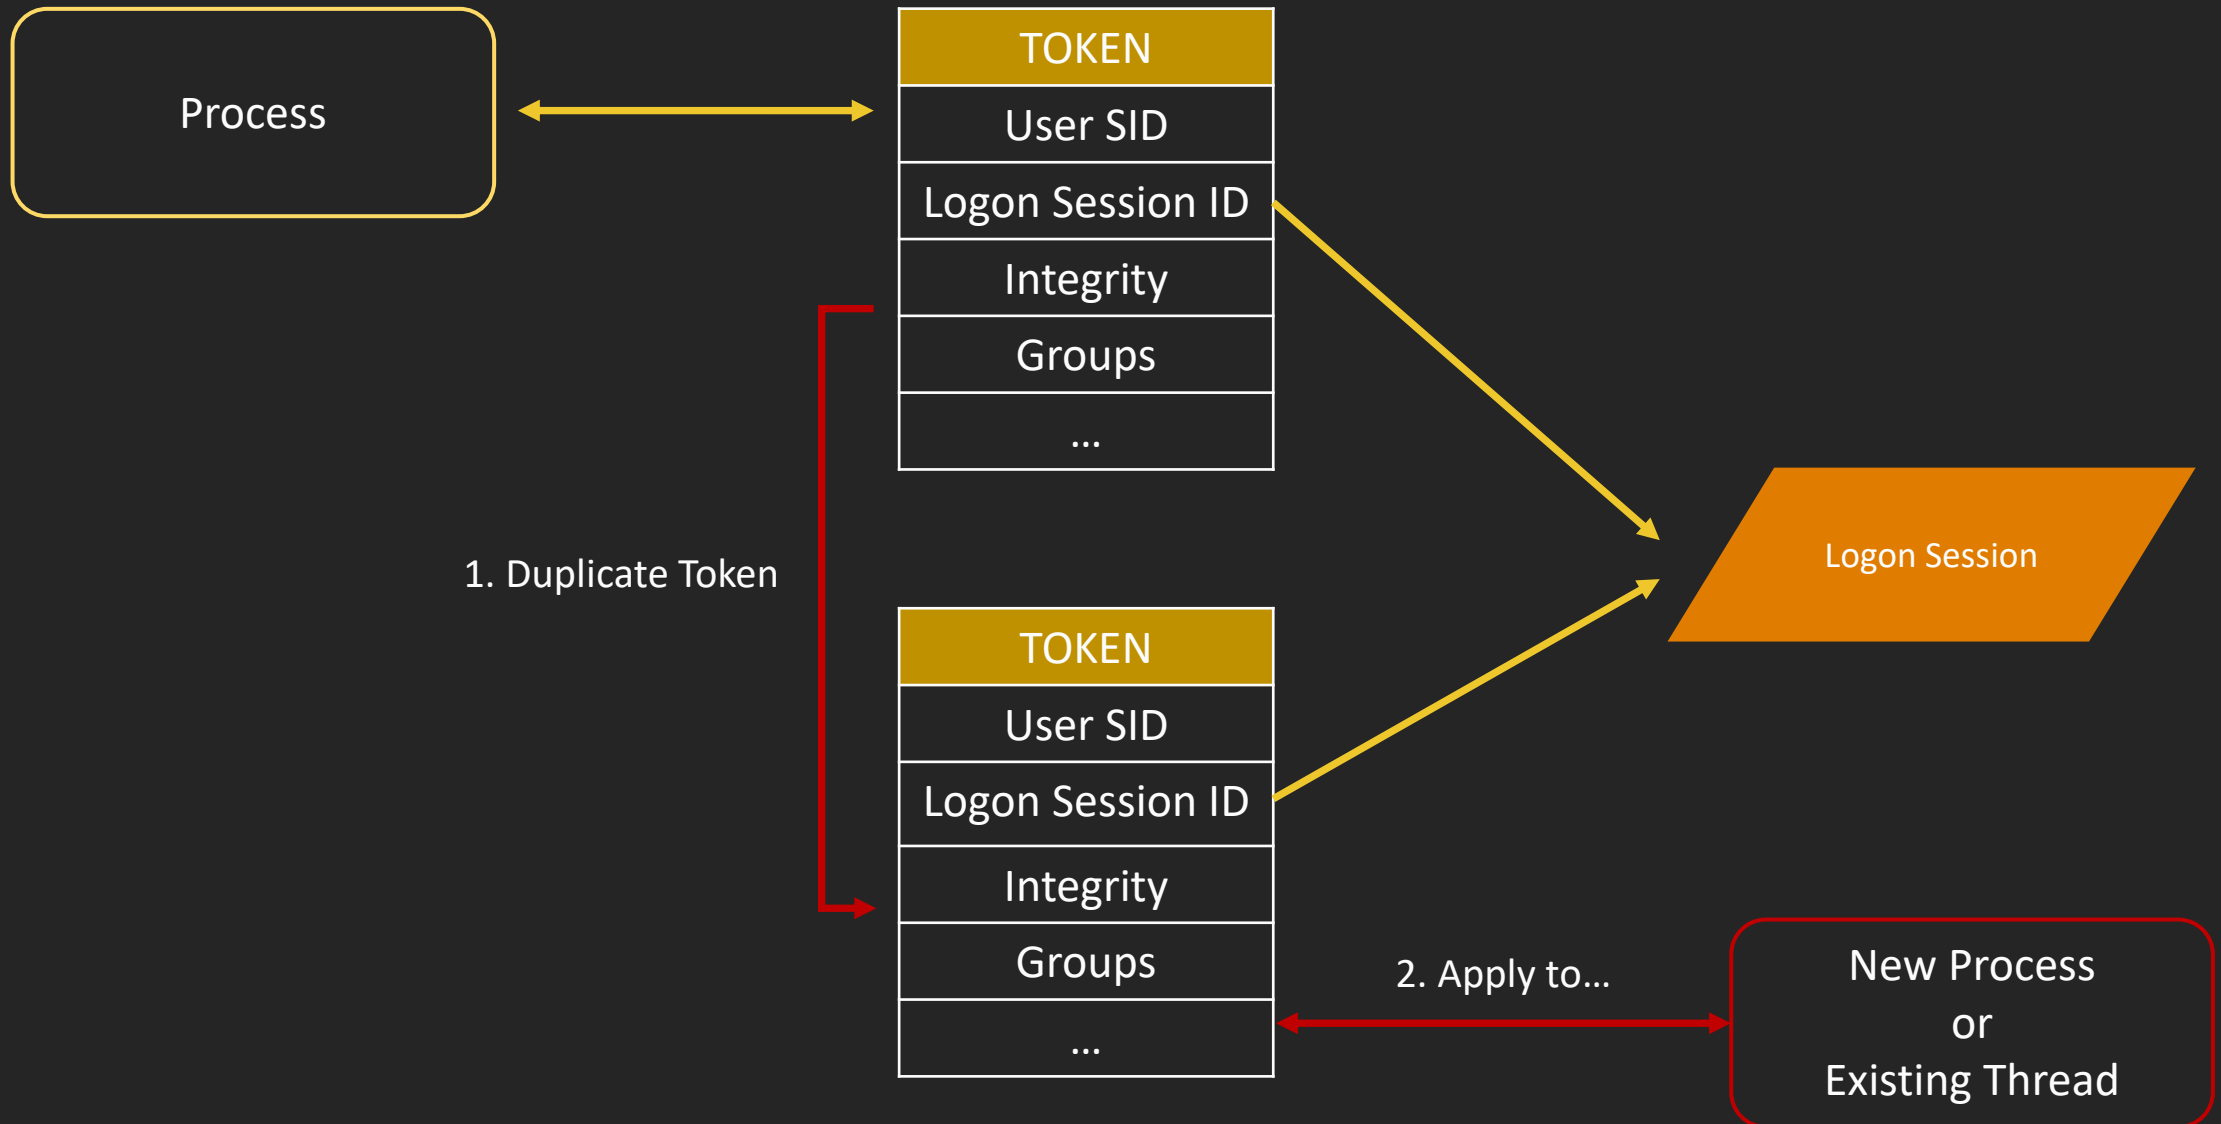 Process
TOKEN
User SID
Logon Session ID
Integrity
Groups
...
1. Duplicate Token
Logon Session
TOKEN
User SID
Logon Session ID
Integrity
Groups
...
2. Apply to...
New Process
or
Existing Thread